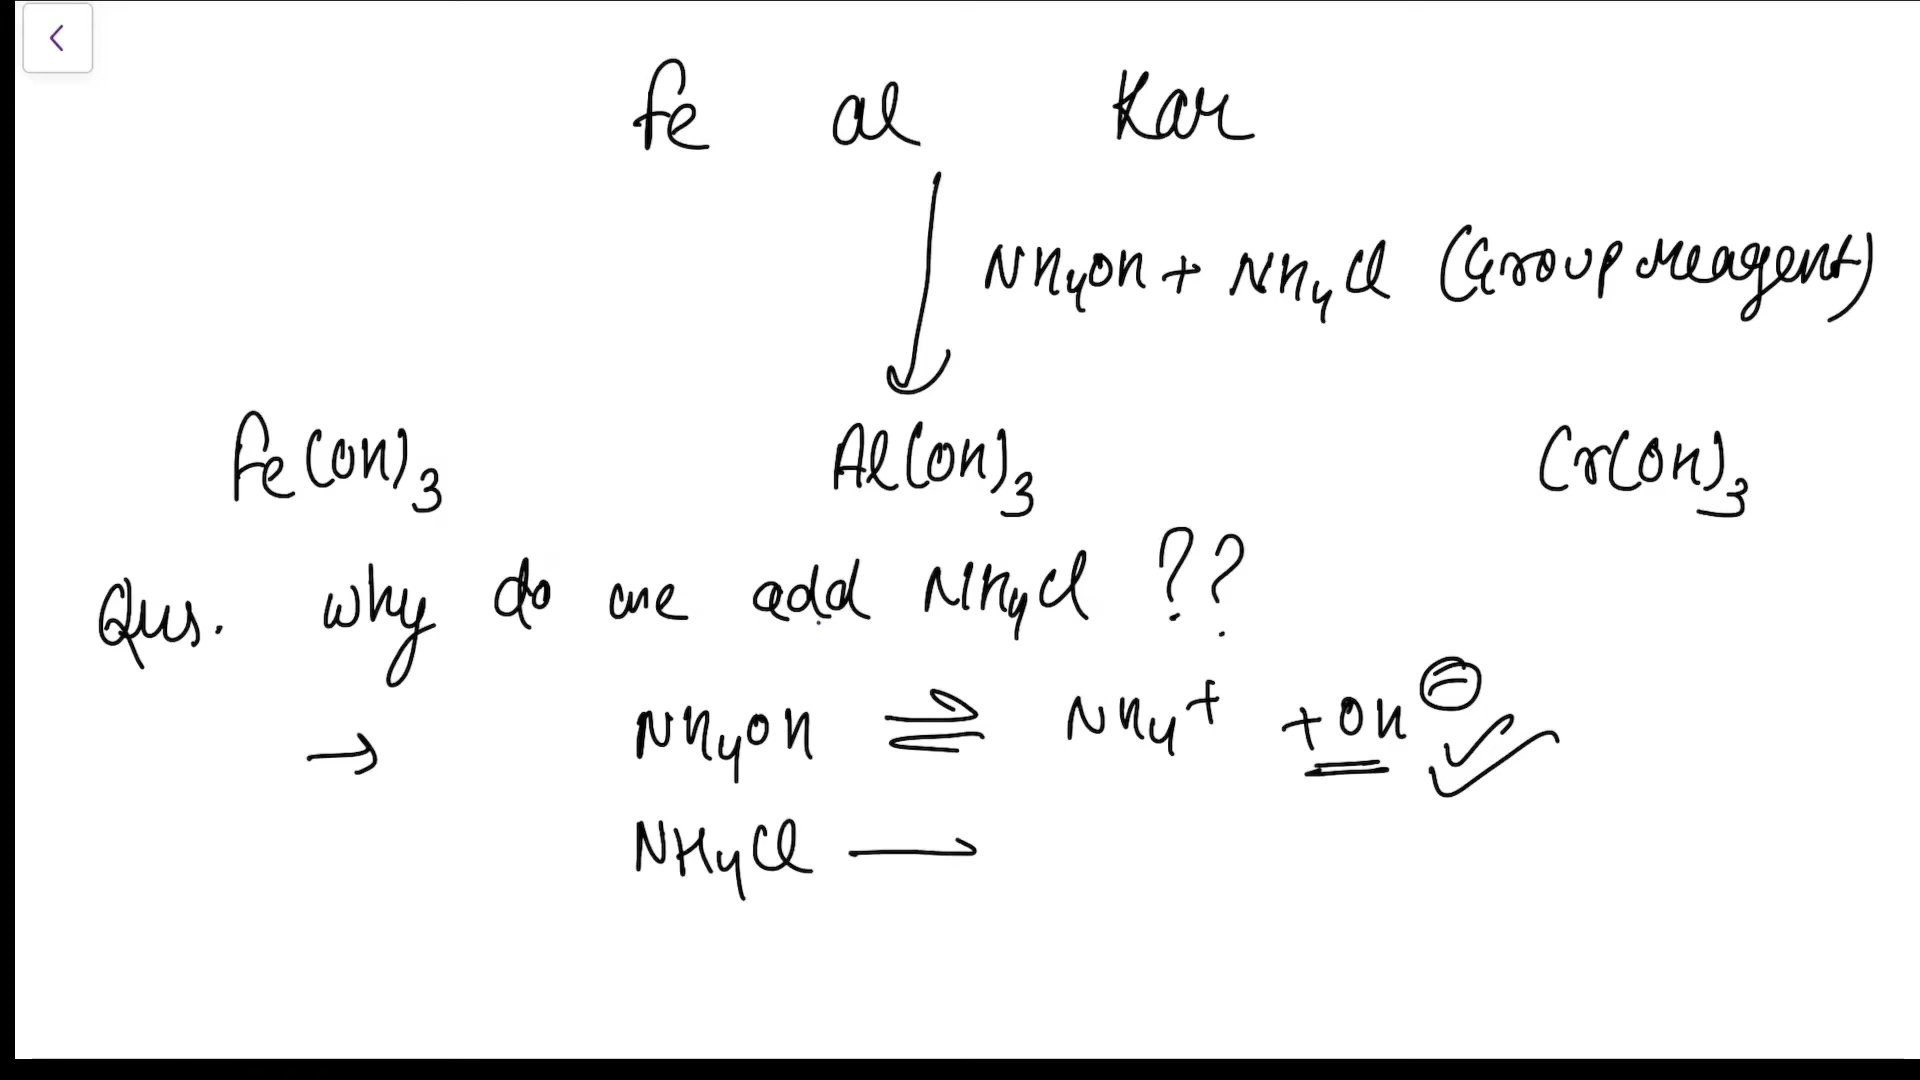 Fe al Kar
NH4OH + NH4Cl (Group reagent)
Fe(OH)3 Al(OH)3 Cr(OH)3
Qus. why do we add NH4Cl ??
→ NH4OH ⇌ NH4+ + OH⊖
NH4Cl →